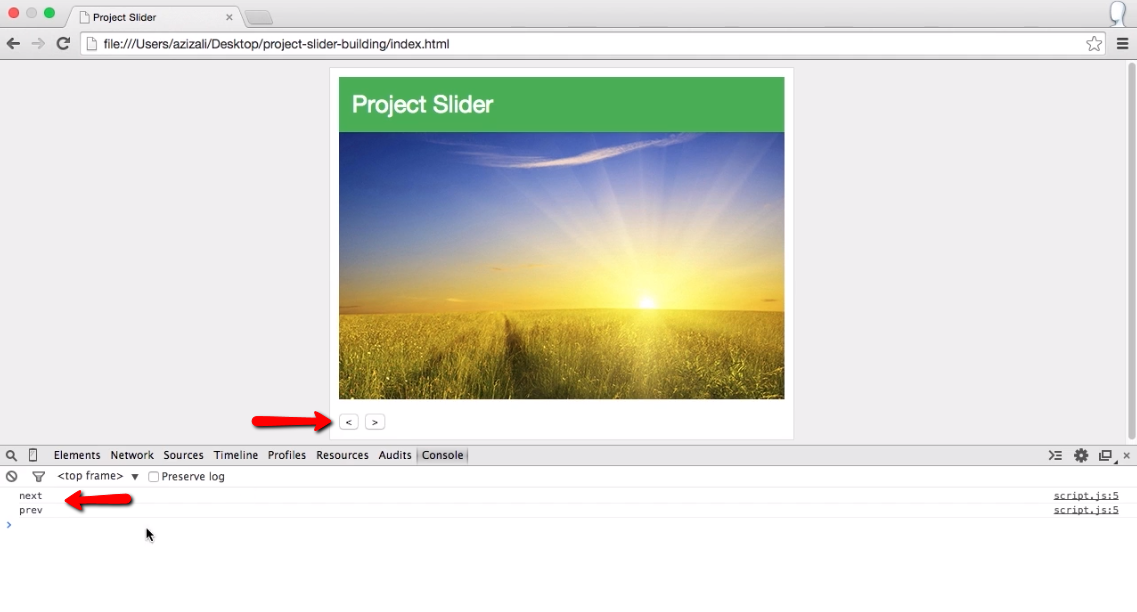 Project Slider
file:///Users/azizali/Desktop/project-slider-building/index.html
Project Slider
< >
Elements Network Sources Timeline Profiles Resources Audits Console
<top frame> Preserve log
next script.js:5
prev script.js:5